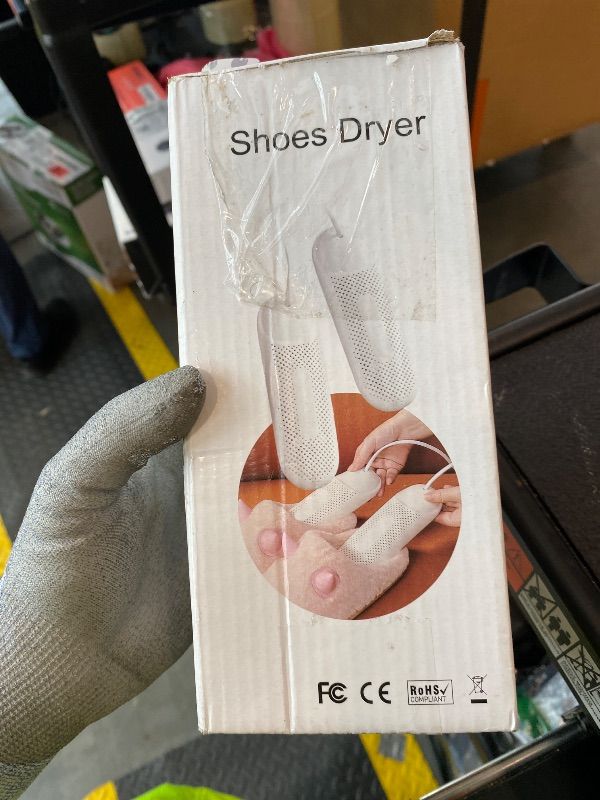 Shoes Dryer
FC CE RoHS✓
COMPLIANT